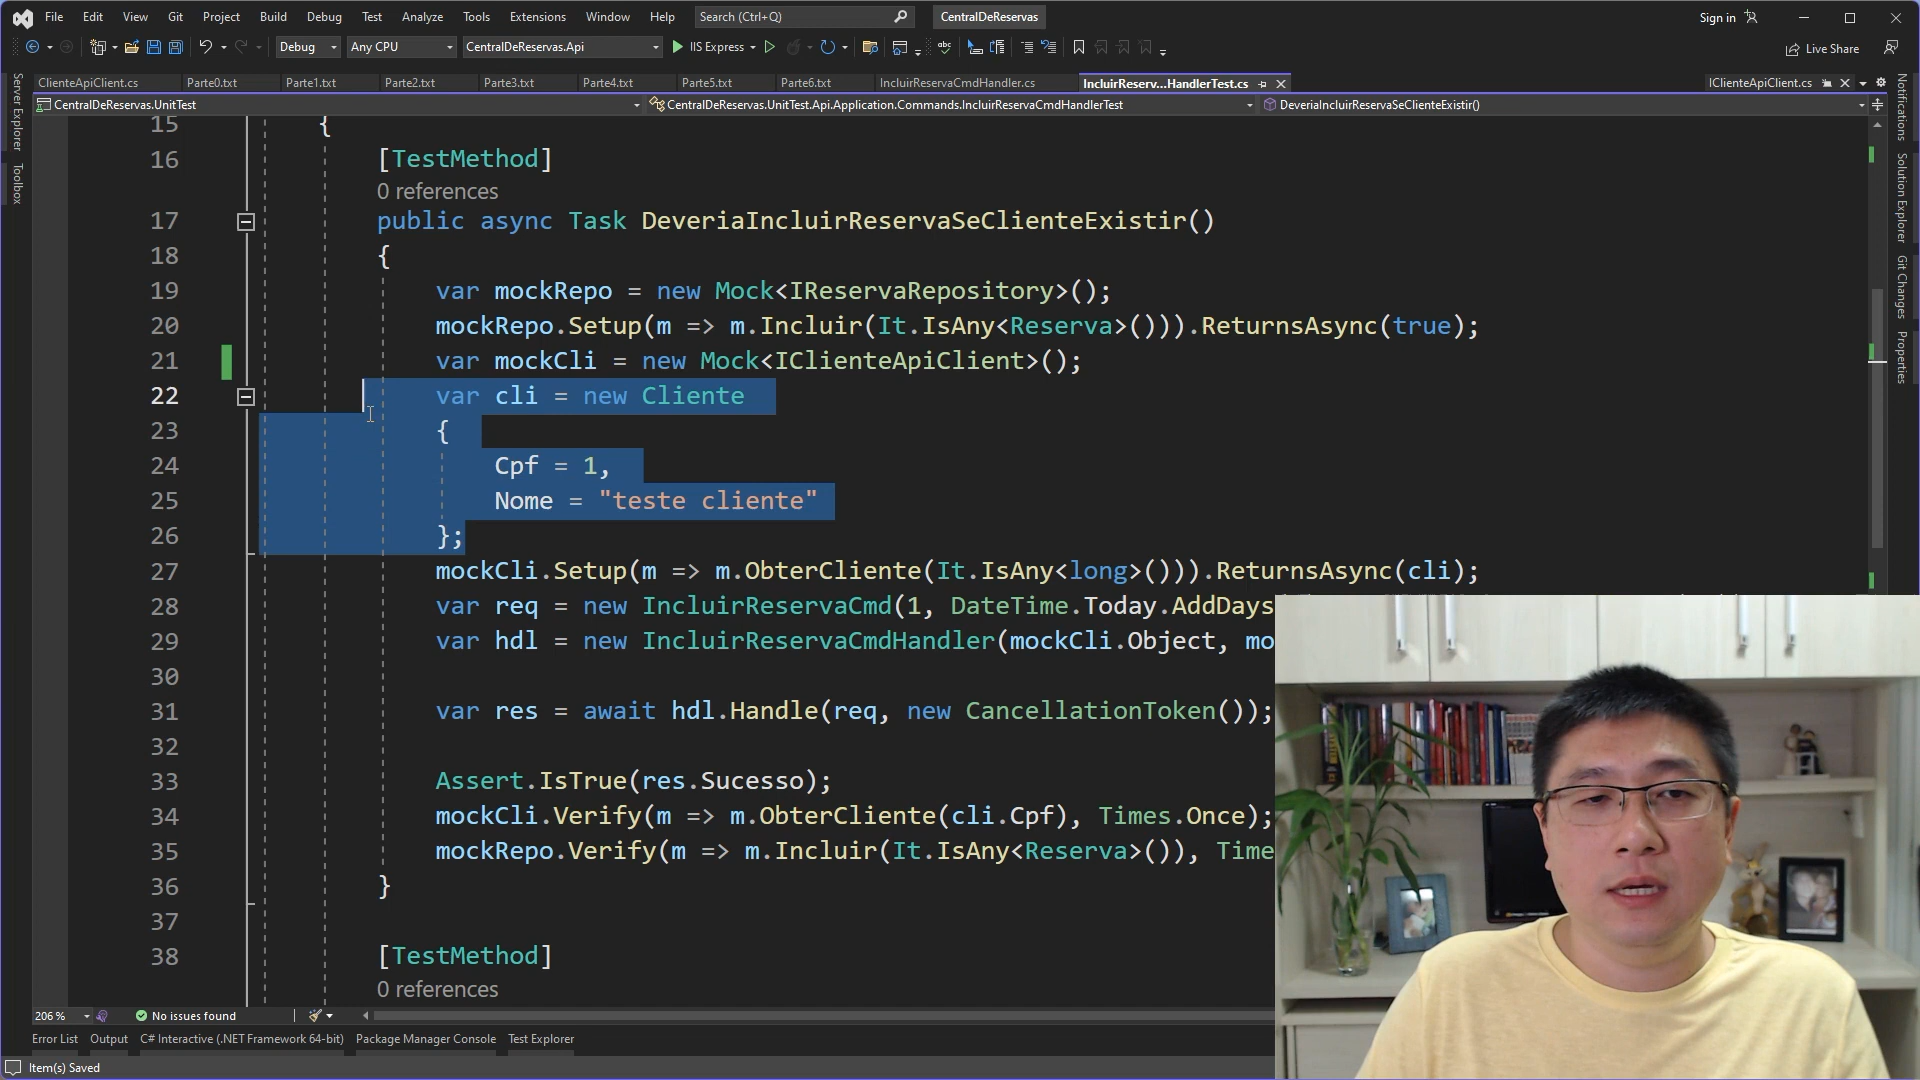 File Edit View Git Project Build Debug Test Analyze Tools Extensions Window Help Search (Ctrl+Q) CentralDeReservas Sign in
Debug Any CPU CentralDeReservas.Api IIS Express Live Share
ClienteApiClient.cs Parte0.txt Parte1.txt Parte2.txt Parte3.txt Parte4.txt Parte5.txt Parte6.txt IncluirReservaCmdHandler.cs IncluirReserv...HandlerTest.cs IClienteApiClient.cs
CentralDeReservas.UnitTest CentralDeReservas.UnitTest.Api.Application.Commands.IncluirReservaCmdHandlerTest DeveriaIncluirReservaSeClienteExistir()
Server Explorer
Toolbox
Notifications
Solution Explorer
Git Changes
Properties
15 {
16 [TestMethod]
0 references
17 public async Task DeveriaIncluirReservaSeClienteExistir()
18 {
19 var mockRepo = new Mock<IReservaRepository>();
20 mockRepo.Setup(m => m.Incluir(It.IsAny<Reserva>())).ReturnsAsync(true);
21 var mockCli = new Mock<IClienteApiClient>();
22 var cli = new Cliente
23 {
24 Cpf = 1,
25 Nome = "teste cliente"
26 };
27 mockCli.Setup(m => m.ObterCliente(It.IsAny<long>())).ReturnsAsync(cli);
28 var req = new IncluirReservaCmd(1, DateTime.Today.AddDays
29 var hdl = new IncluirReservaCmdHandler(mockCli.Object, mo
30
31 var res = await hdl.Handle(req, new CancellationToken());
32
33 Assert.IsTrue(res.Sucesso);
34 mockCli.Verify(m => m.ObterCliente(cli.Cpf), Times.Once);
35 mockRepo.Verify(m => m.Incluir(It.IsAny<Reserva>()), Time
36 }
37
38 [TestMethod]
0 references
206 % No issues found
Error List Output C# Interactive (.NET Framework 64-bit) Package Manager Console Test Explorer
Item(s) Saved